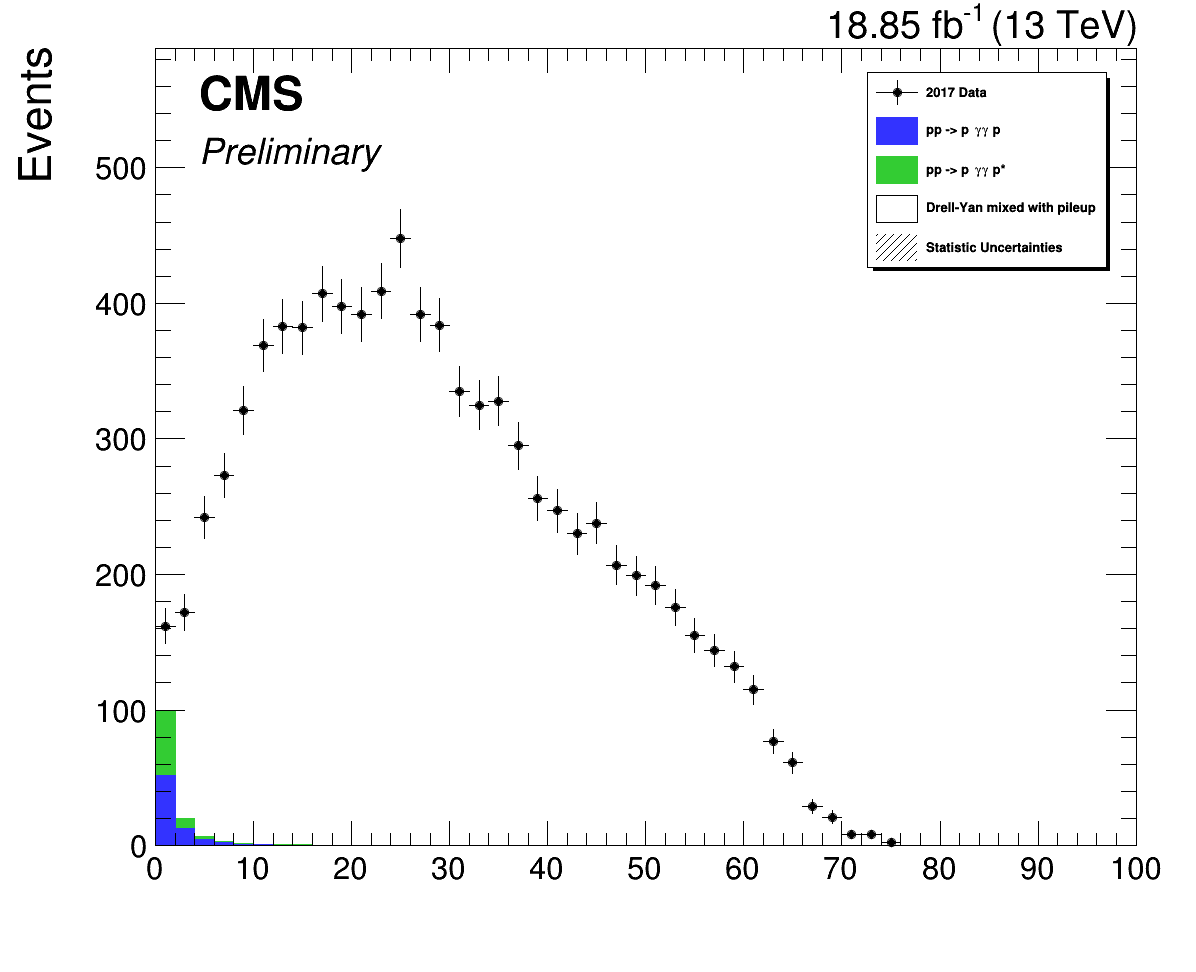 18.85 fb-1 (13 TeV)
Events
CMS
Preliminary
2017 Data
pp -> p γγ p
pp -> p γγ p*
Drell-Yan mixed with pileup
Statistic Uncertainties
500
400
300
200
100
0
0 10 20 30 40 50 60 70 80 90 100